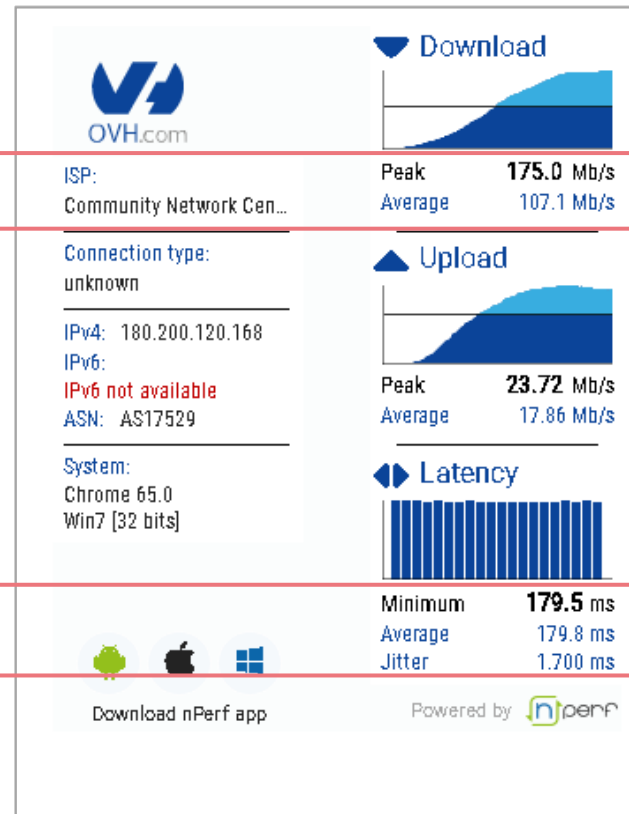 OVH.com
ISP:
Community Network Cen...
Connection type:
unknown
IPv4: 180.200.120.168
IPv6:
IPv6 not available
ASN: AS17529
System:
Chrome 65.0
Win7 [32 bits]
Download nPerf app
Download
Peak 175.0 Mb/s
Average 107.1 Mb/s
Upload
Peak 23.72 Mb/s
Average 17.86 Mb/s
Latency
Minimum 179.5 ms
Average 179.8 ms
Jitter 1.700 ms
Powered by nperf